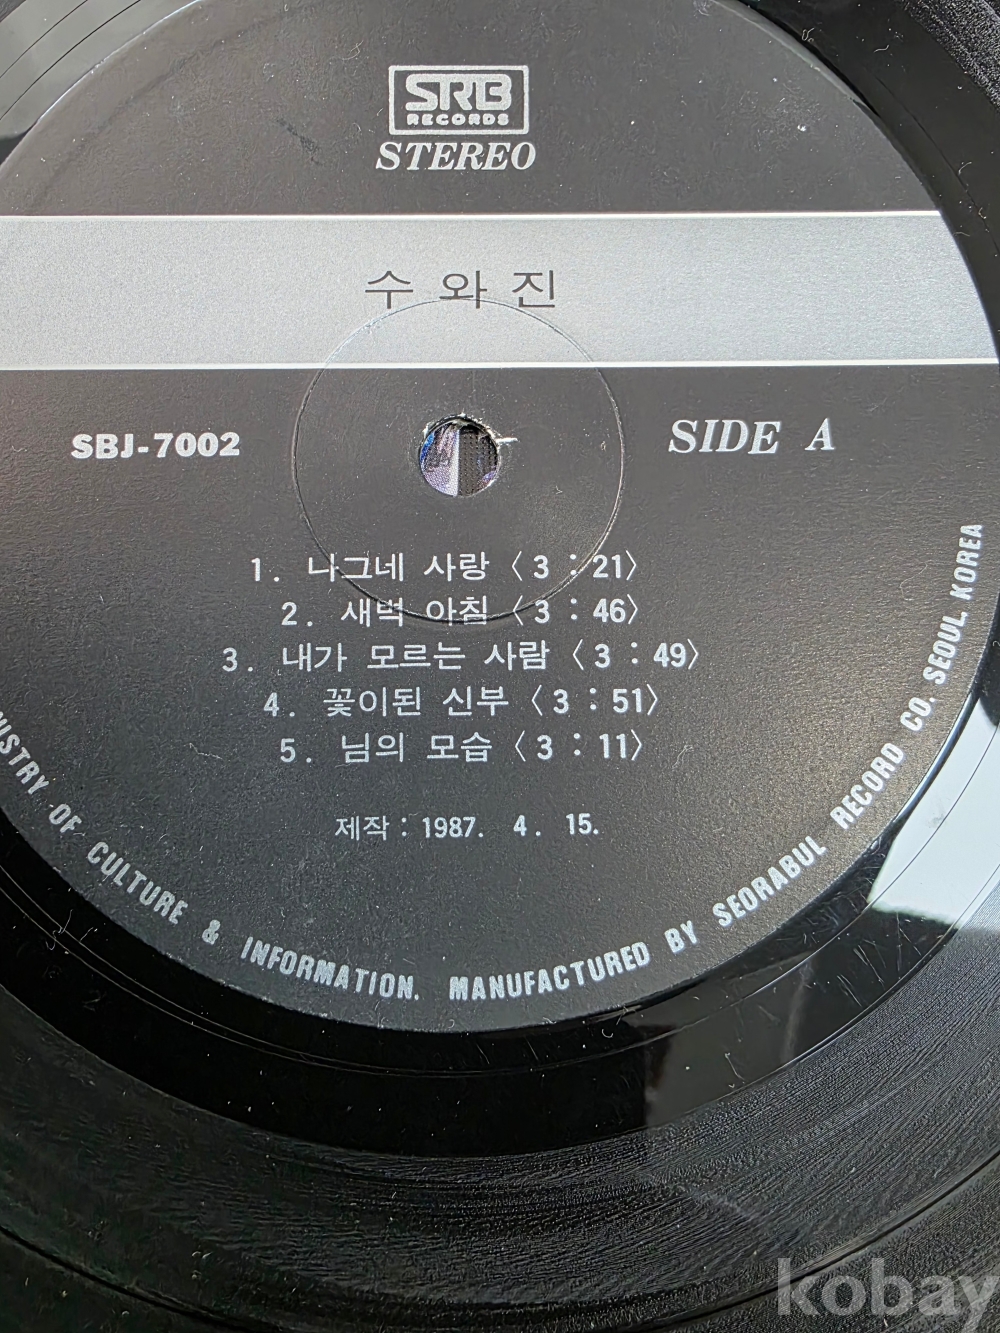 SRB
RECORDS
STEREO
수와진
SBJ-7002
SIDE A
1. 나그네 사랑 〈3 : 21〉
2. 새벽 아침 〈3 : 46〉
3. 내가 모르는 사람 〈3 : 49〉
4. 꽃이된 신부 〈3 : 51〉
5. 님의 모습 〈3 : 11〉
제작 : 1987. 4. 15.
OF CULTURE & INFORMATION. MANUFACTURED BY SEORABUL RECORD CO. SEOUL. KOREA
kobay